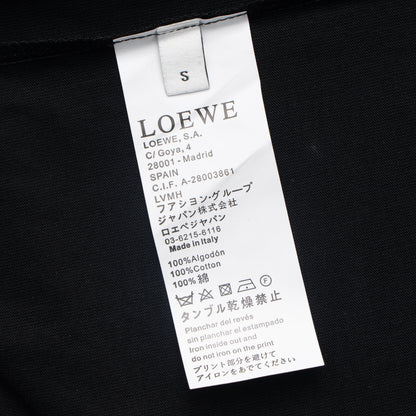 S
LOEWE
LOEWE, S.A.
C/ Goya, 4
28001 - Madrid
SPAIN
C.I.F. A-28003861
LVMH
ファション・グループ
ジャパン株式会社
ロエベジャパン
03-6215-6116
Made in Italy
100%Algodón
100%Cotton
100%綿
タンブル乾燥禁止
Planchar del revés
sin planchar el estampado
Iron inside out and
do not iron on the print
プリント部分を避けて
アイロンをあてでください